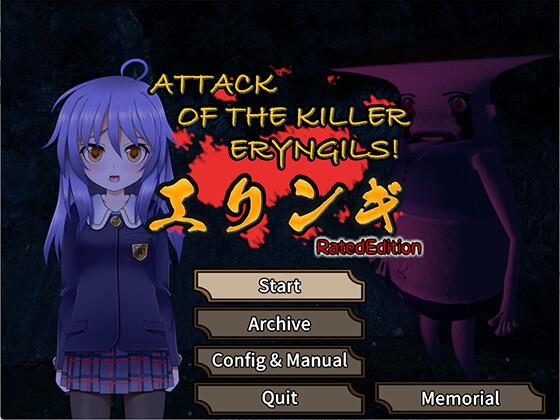 ATTACK
OF THE KILLER
ERYNGILS!
エリンギ
RatedEdition
Start
Archive
Config & Manual
Quit
Memorial